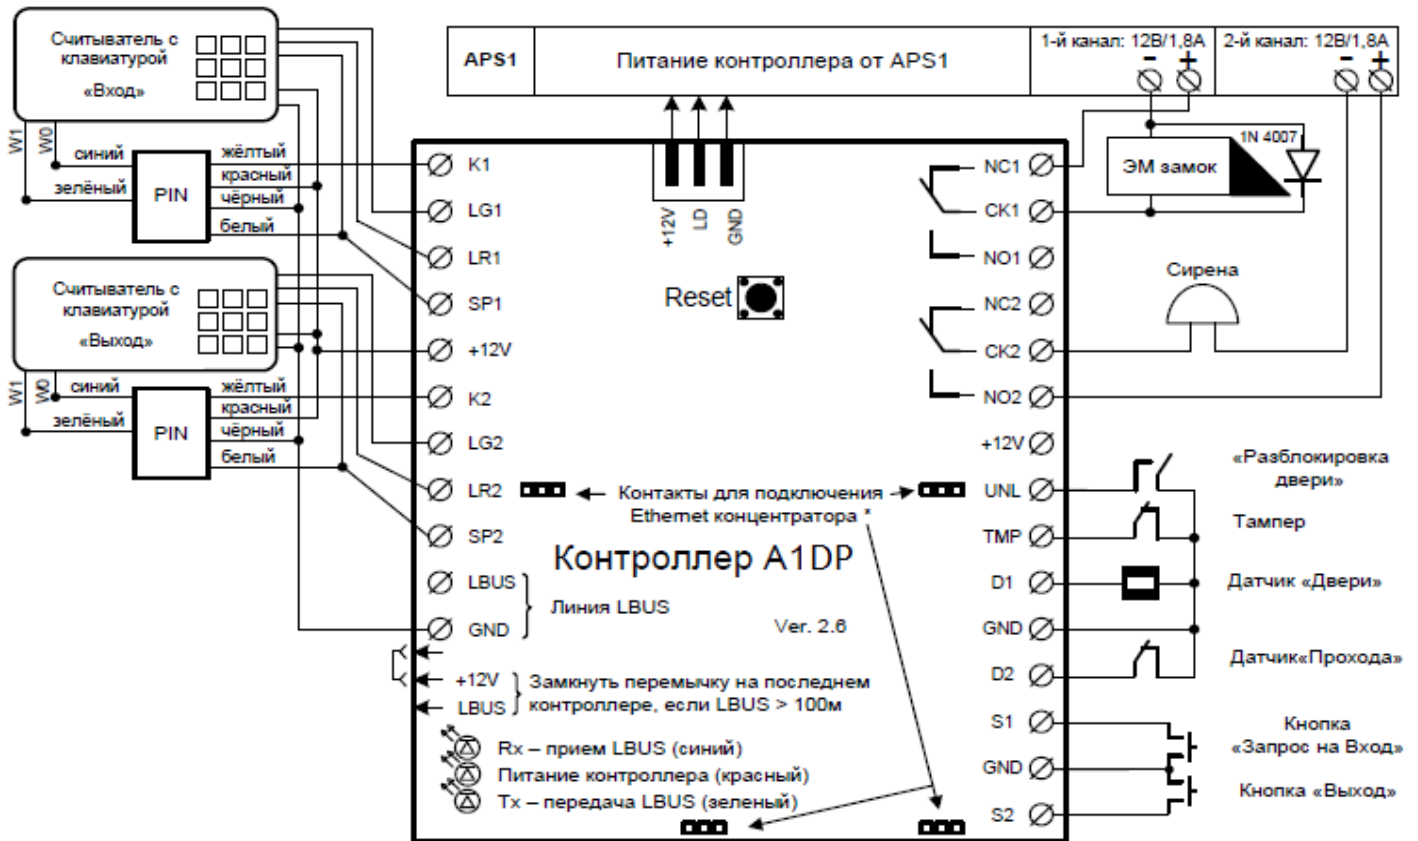 Считыватель с
клавиатурой
«Вход»
W1
W0
синий
зелёный
PIN
жёлтый
красный
чёрный
белый
Считыватель с
клавиатурой
«Выход»
W1
W0
синий
зелёный
PIN
жёлтый
красный
чёрный
белый
APS1
Питание контроллера от APS1
1-й канал: 12В/1,8А
- +
2-й канал: 12В/1,8А
- +
K1
LG1
LR1
SP1
+12V
K2
LG2
LR2
SP2
LBUS
GND
Линия LBUS
+12V
LBUS
Замкнуть перемычку на последнем
контроллере, если LBUS > 100м
Rx – прием LBUS (синий)
Питание контроллера (красный)
Tx – передача LBUS (зеленый)
+12V
LD
GND
Reset
Контакты для подключения
Ethernet концентратора *
Контроллер A1DP
Ver. 2.6
NC1
CK1
NO1
NC2
CK2
NO2
+12V
UNL
TMP
D1
GND
D2
S1
GND
S2
ЭМ замок
1N 4007
Сирена
«Разблокировка
двери»
Тампер
Датчик «Двери»
Датчик«Прохода»
Кнопка
«Запрос на Вход»
Кнопка «Выход»